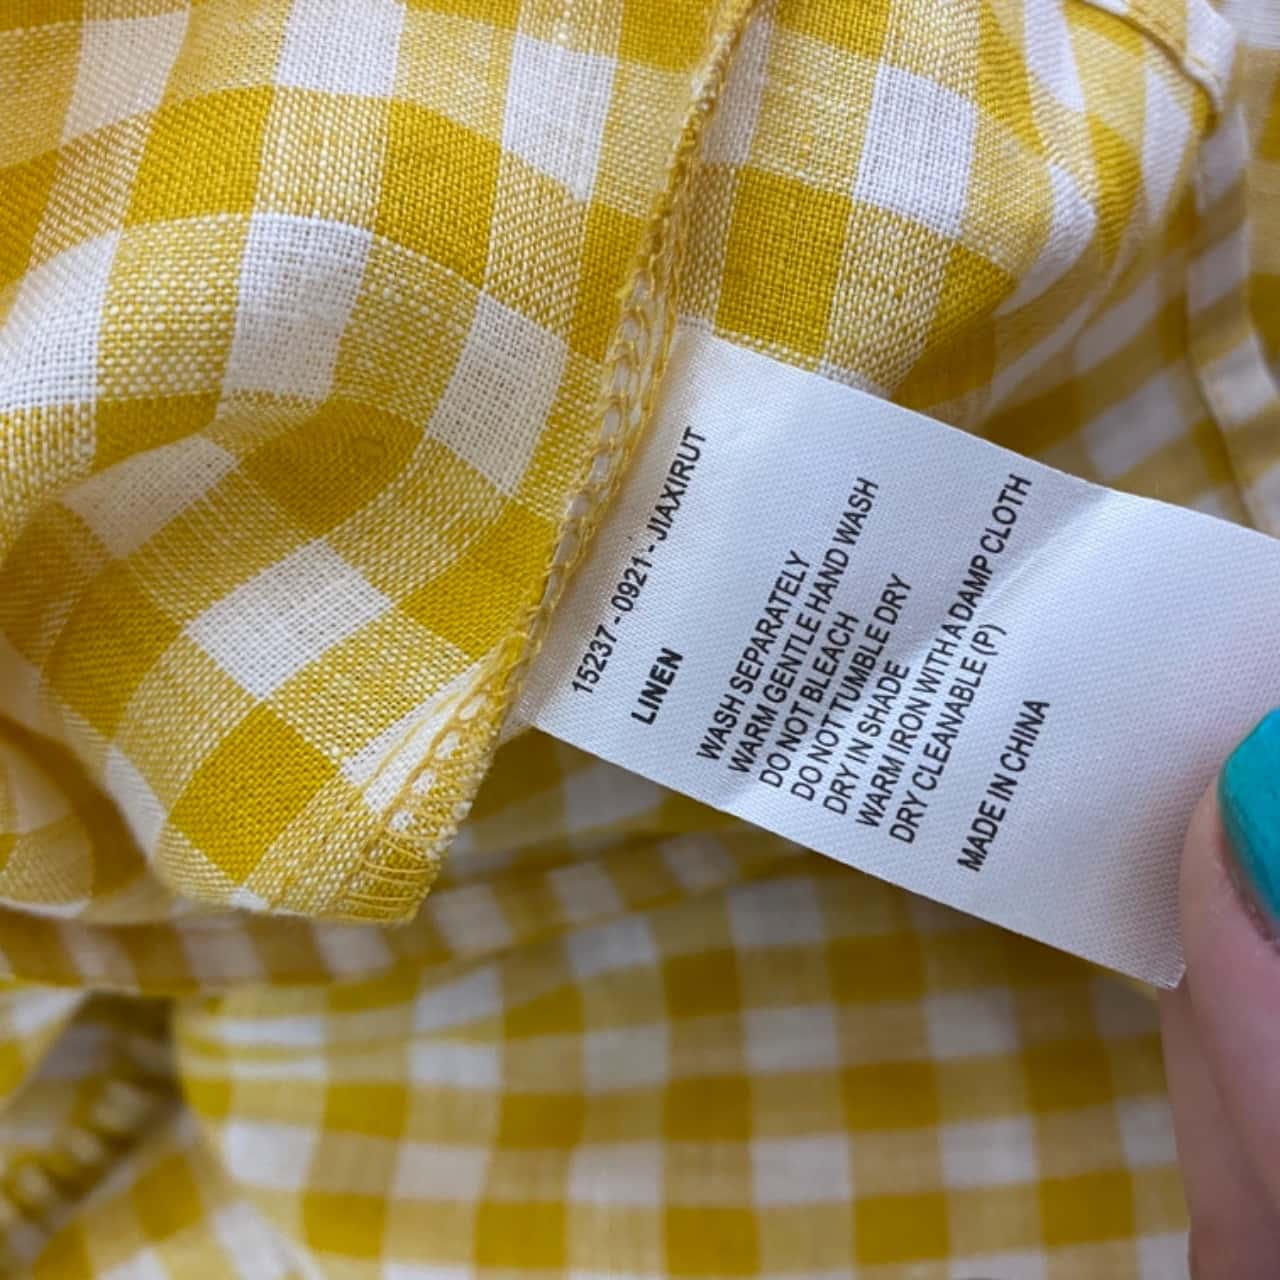 15237 - 0921 - JIAXIRUT
LINEN
WASH SEPARATELY
WARM GENTLE HAND WASH
DO NOT BLEACH
DO NOT TUMBLE DRY
DRY IN SHADE
WARM IRON WITH A DAMP CLOTH
DRY CLEANABLE (P)
MADE IN CHINA